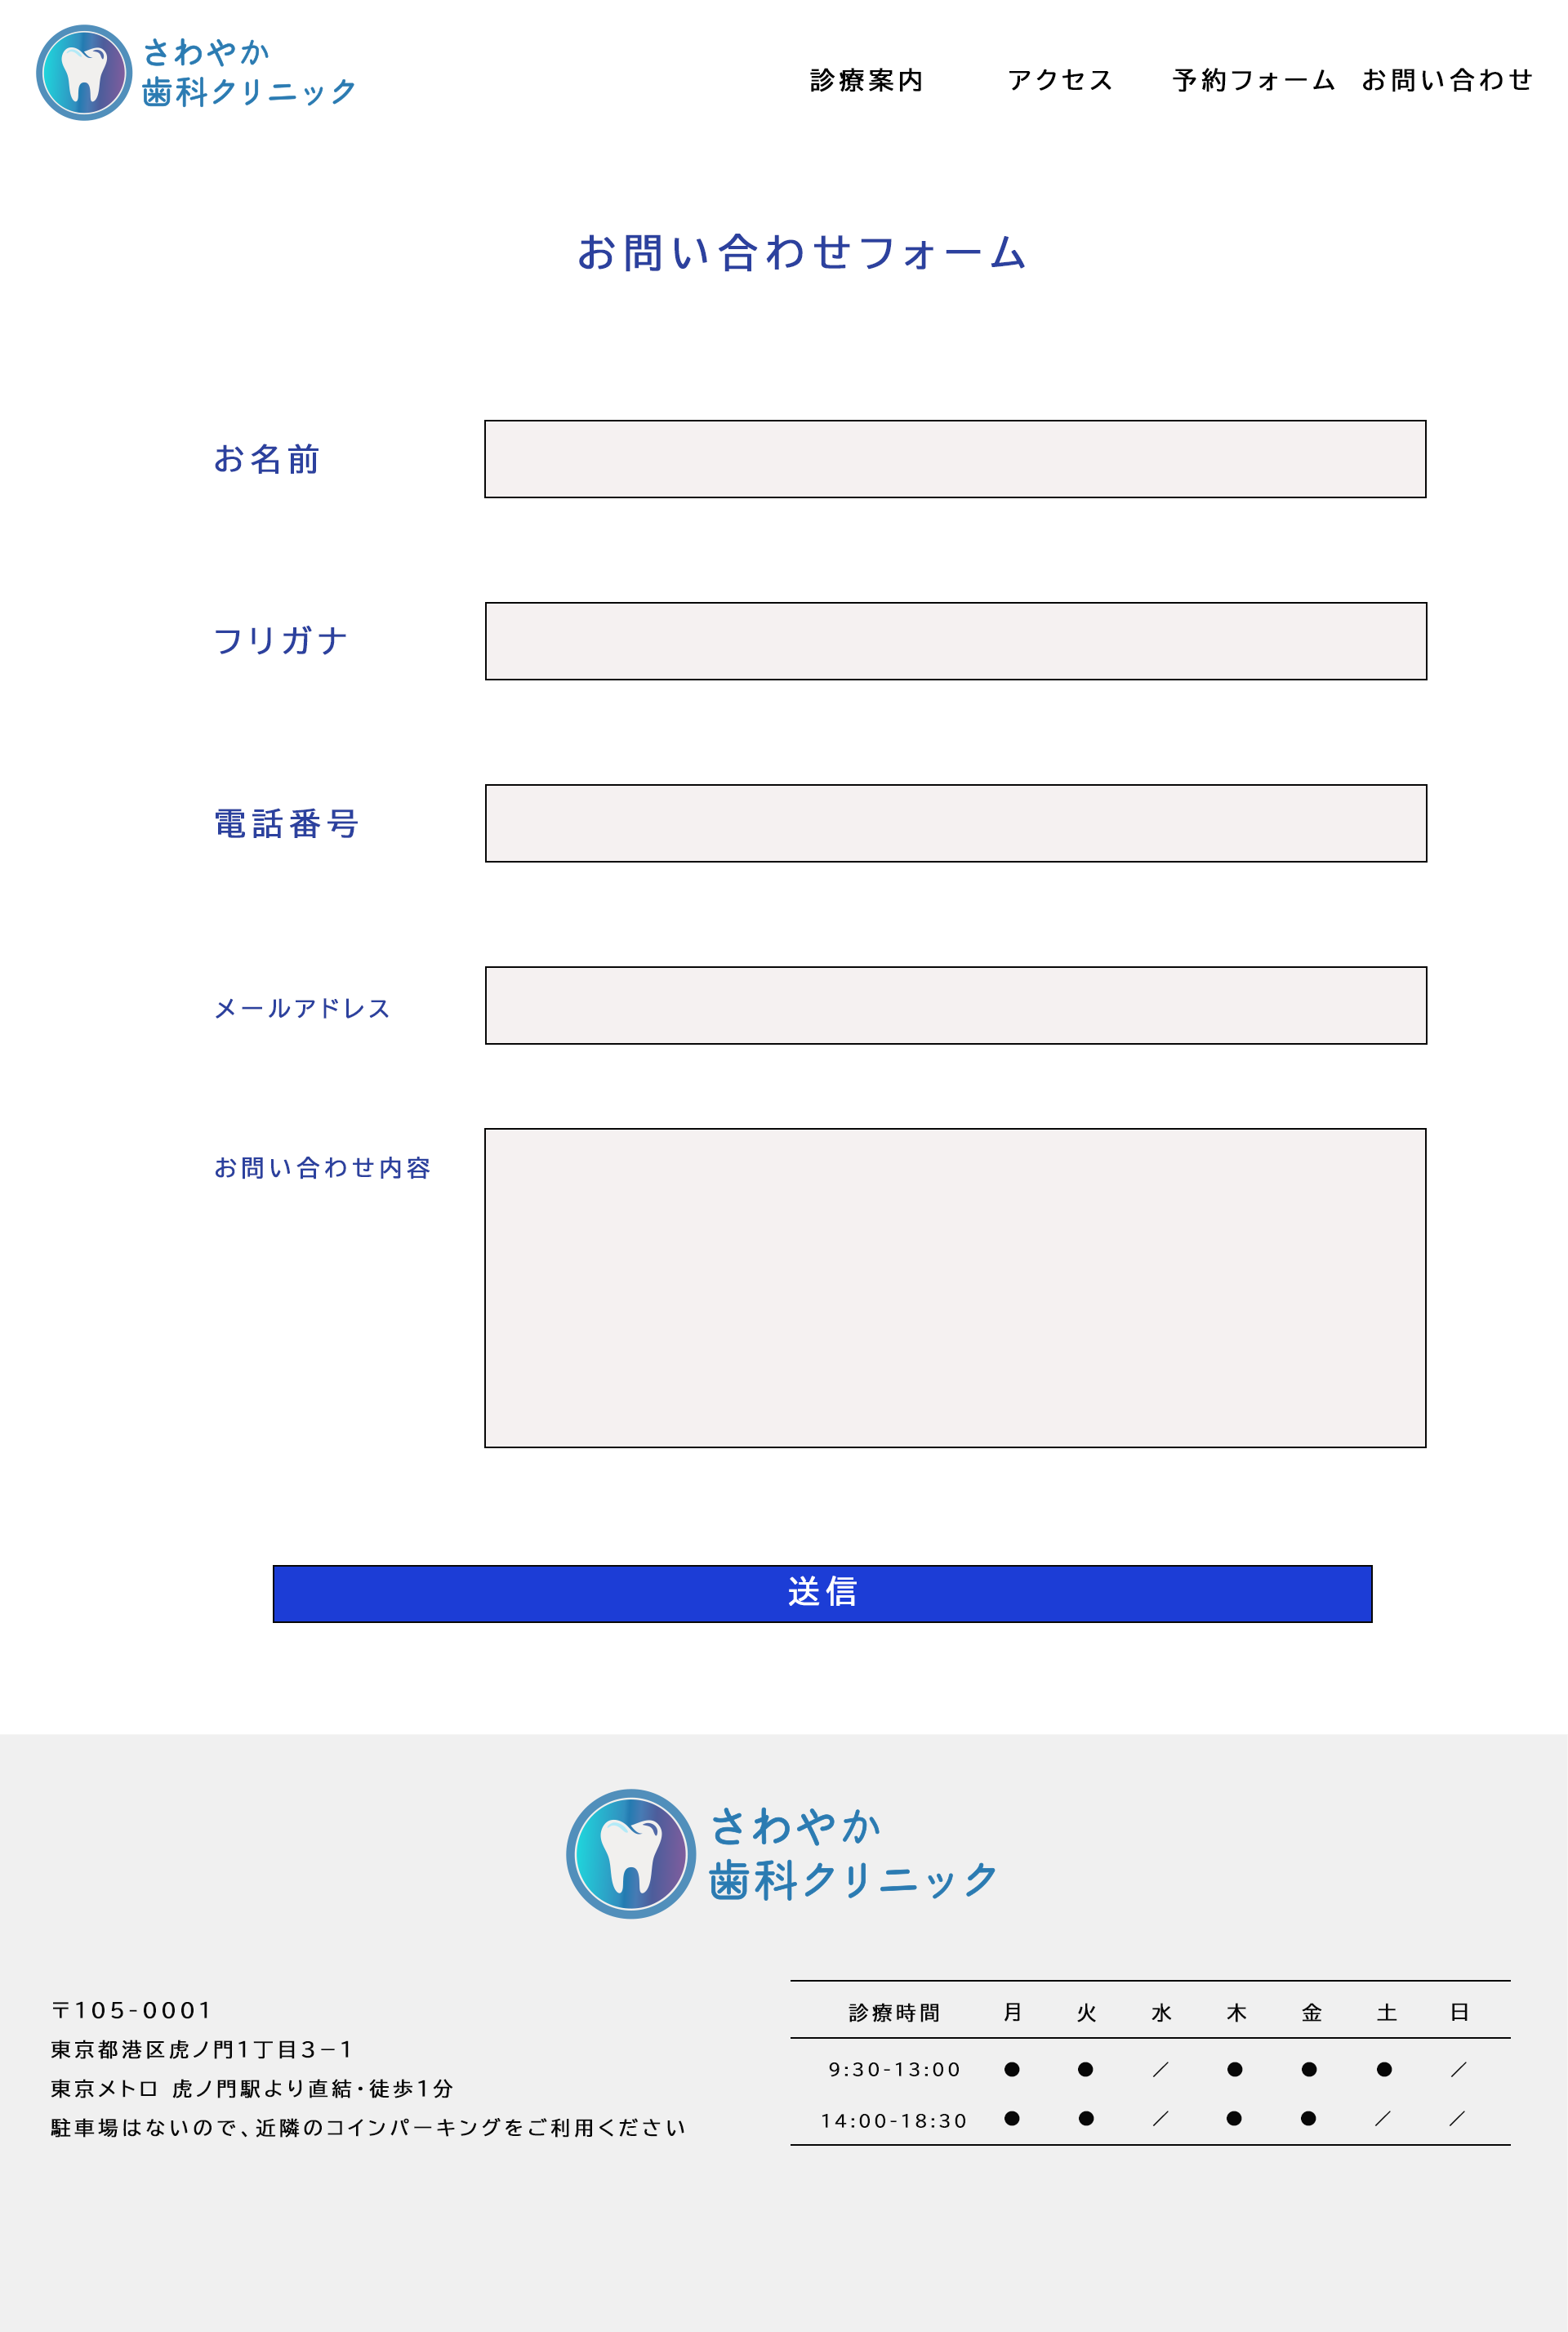 さわやか
歯科クリニック
診療案内 アクセス 予約フォーム お問い合わせ
お問い合わせフォーム
お名前
フリガナ
電話番号
メールアドレス
お問い合わせ内容
送信
さわやか
歯科クリニック
〒105-0001
東京都港区虎ノ門1丁目3−1
東京メトロ 虎ノ門駅より直結・徒歩1分
駐車場はないので、近隣のコインパーキングをご利用ください
診療時間 月 火 水 木 金 土 日
9:30-13:00 ● ● ／ ● ● ● ／
14:00-18:30 ● ● ／ ● ● ／ ／